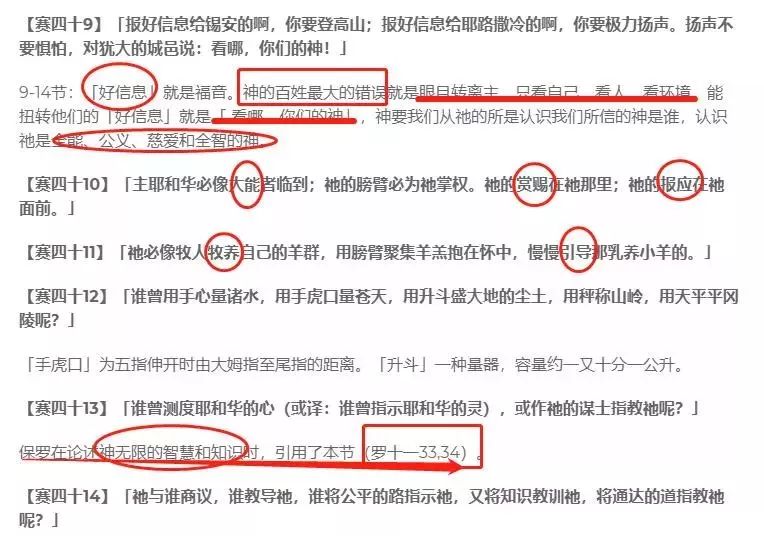 【赛四十9】「报好信息给锡安的啊，你要登高山；报好信息给耶路撒冷的啊，你要极力扬声。扬声不
要惧怕，对犹大的城邑说：看哪，你们的神！」
9-14节：「好信息」就是福音。神的百姓最大的错误就是眼目转离主，只看自己、看人、看环境，能
扭转他们的「好信息」就是「看哪，你们的神」，神要我们从祂的所是认识我们所信的神是谁，认识
祂是全能、公义、慈爱和全智的神。
【赛四十10】「主耶和华必像大能者临到；祂的膀臂必为祂掌权。祂的赏赐在祂那里；祂的报应在祂
面前。」
【赛四十11】「祂必像牧人牧养自己的羊群，用膀臂聚集羊羔抱在怀中，慢慢引导那乳养小羊的。」
【赛四十12】「谁曾用手心量诸水，用手虎口量苍天，用升斗盛大地的尘土，用秤称山岭，用天平平冈
陵呢？」
「手虎口」为五指伸开时由大姆指至尾指的距离。「升斗」一种量器，容量约一又十分一公升。
【赛四十13】「谁曾测度耶和华的心（或译：谁曾指示耶和华的灵），或作祂的谋士指教祂呢？」
保罗在论述神无限的智慧和知识时，引用了本节（罗十一33,34）。
【赛四十14】「祂与谁商议，谁教导祂，谁将公平的路指示祂，又将知识教训祂，将通达的道指教祂
呢？」